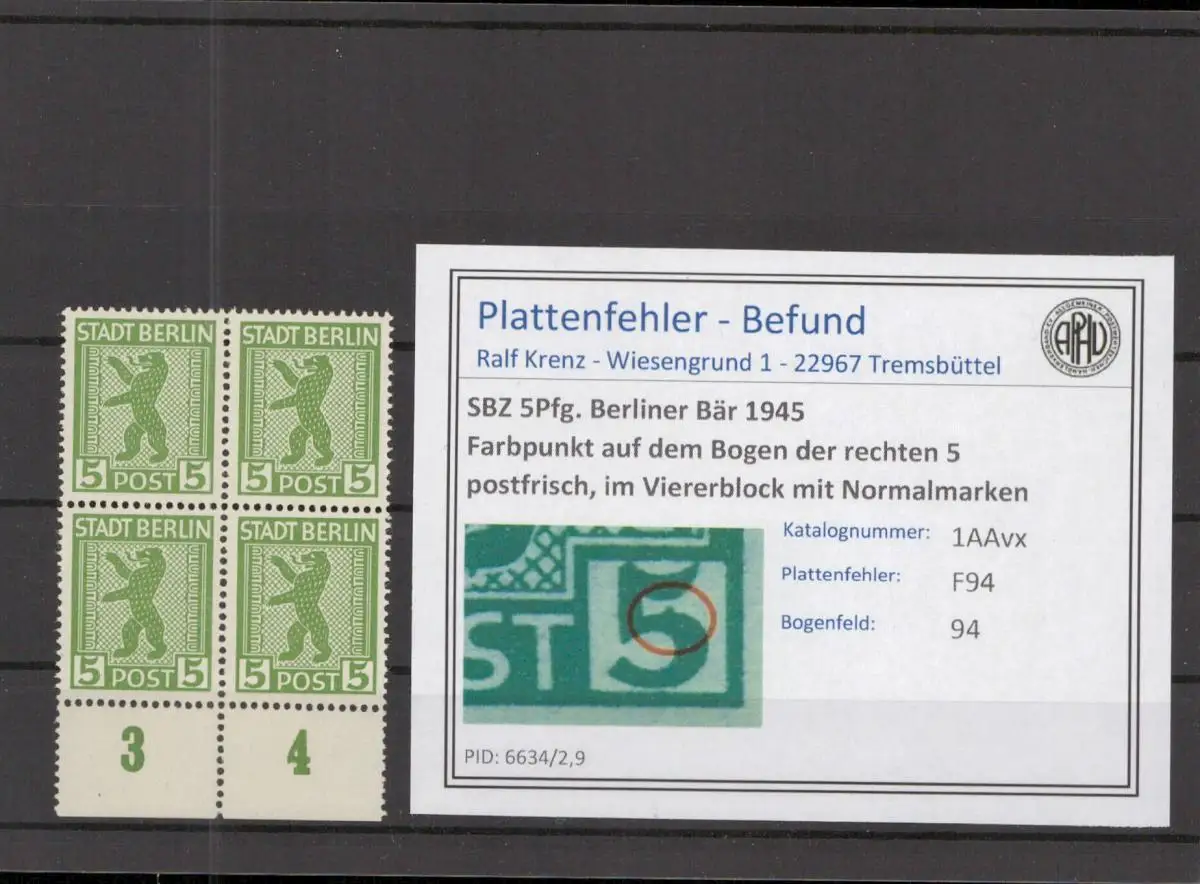 STADT BERLIN
5 POST 5
STADT BERLIN
5 POST 5
STADT BERLIN
5 POST 5
STADT BERLIN
5 POST 5
3
4
Plattenfehler - Befund
Ralf Krenz - Wiesengrund 1 - 22967 Tremsbüttel
APHV
SBZ 5Pfg. Berliner Bär 1945
Farbpunkt auf dem Bogen der rechten 5
postfrisch, im Viererblock mit Normalmarken
ST 5
Katalognummer: 1AAvx
Plattenfehler: F94
Bogenfeld: 94
PID: 6634/2,9